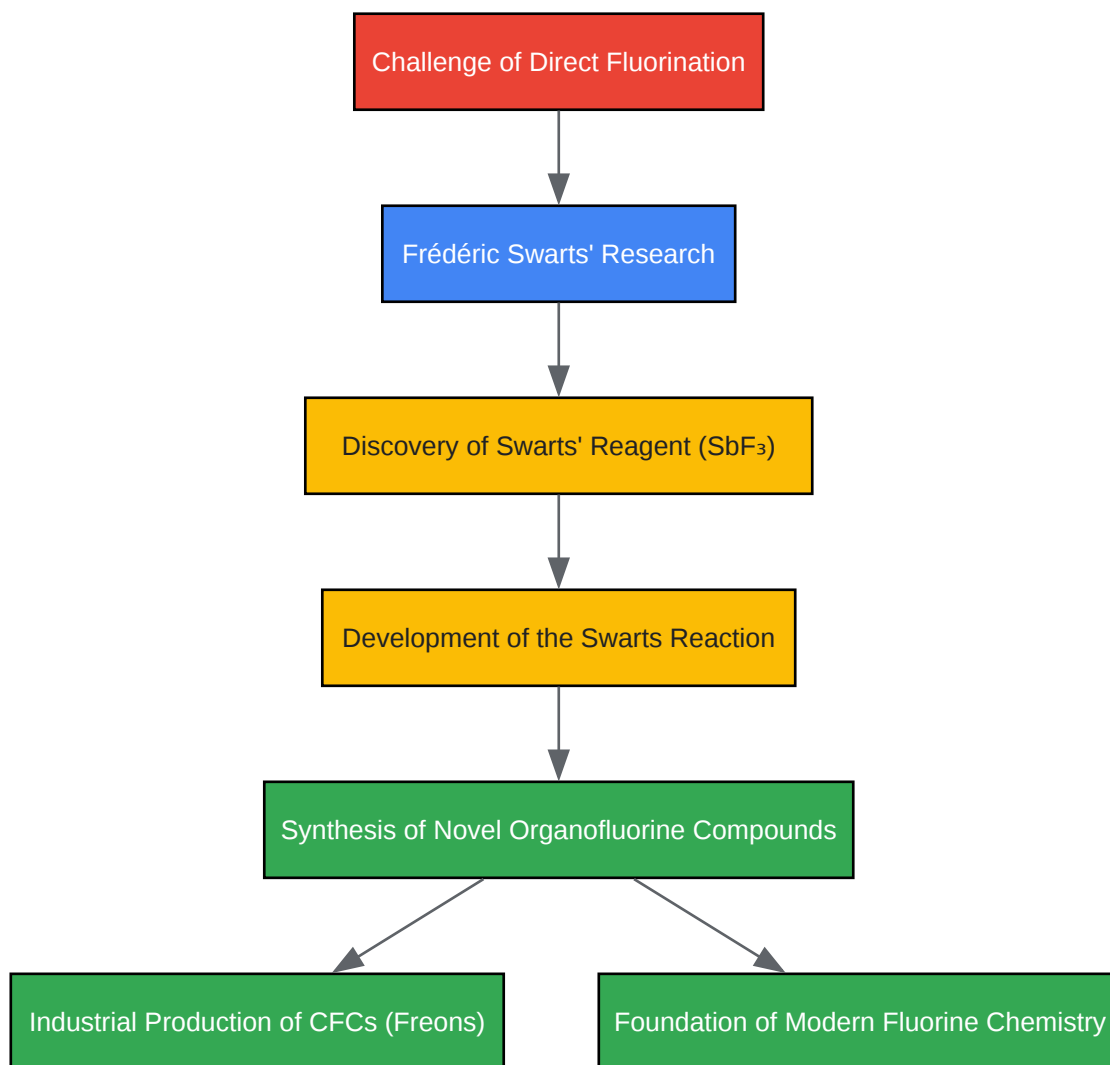 Challenge of Direct Fluorination
Frédéric Swarts' Research
Discovery of Swarts' Reagent (SbF₃)
Development of the Swarts Reaction
Synthesis of Novel Organofluorine Compounds
Industrial Production of CFCs (Freons)
Foundation of Modern Fluorine Chemistry